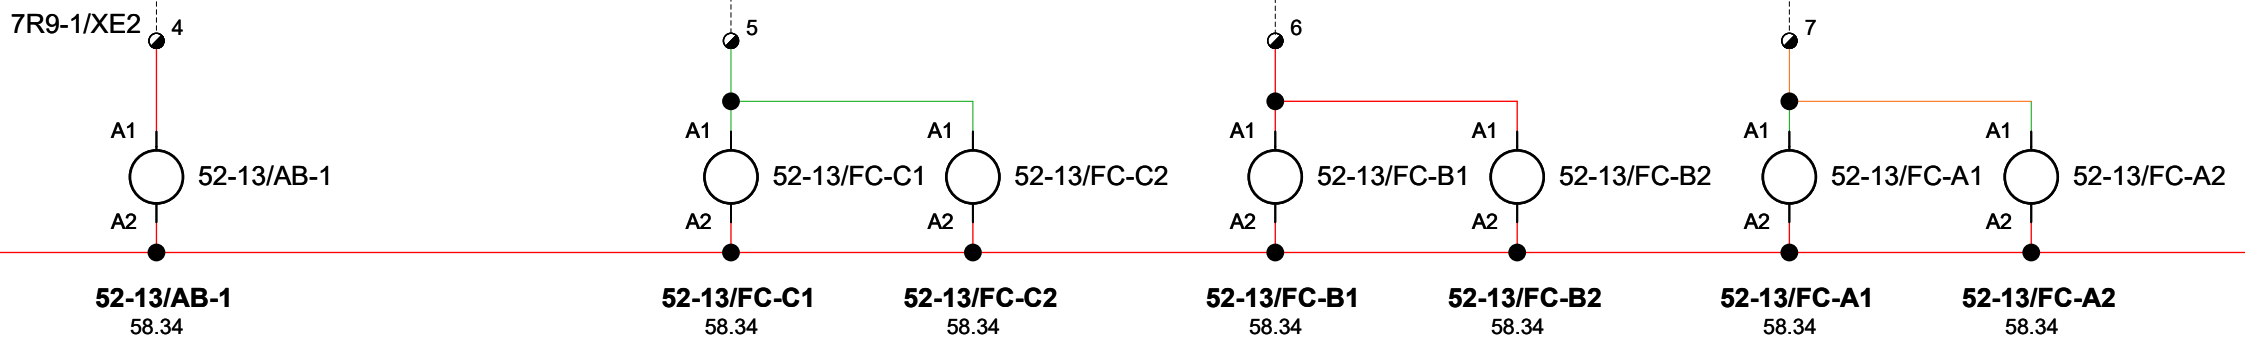 7R9-1/XE2 4 5 6 7
A1 A1 A1 A1 A1 A1 A1
52-13/AB-1 52-13/FC-C1 52-13/FC-C2 52-13/FC-B1 52-13/FC-B2 52-13/FC-A1 52-13/FC-A2
A2 A2 A2 A2 A2 A2 A2
52-13/AB-1 52-13/FC-C1 52-13/FC-C2 52-13/FC-B1 52-13/FC-B2 52-13/FC-A1 52-13/FC-A2
58.34 58.34 58.34 58.34 58.34 58.34 58.34